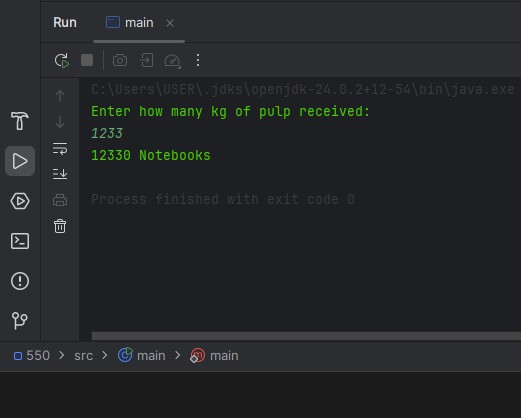 Run main
C:\Users\USER\.jdks\openjdk-24.0.2+12-54\bin\java.exe
Enter how many kg of pulp received:
1233
12330 Notebooks
Process finished with exit code 0
550 > src > main > main